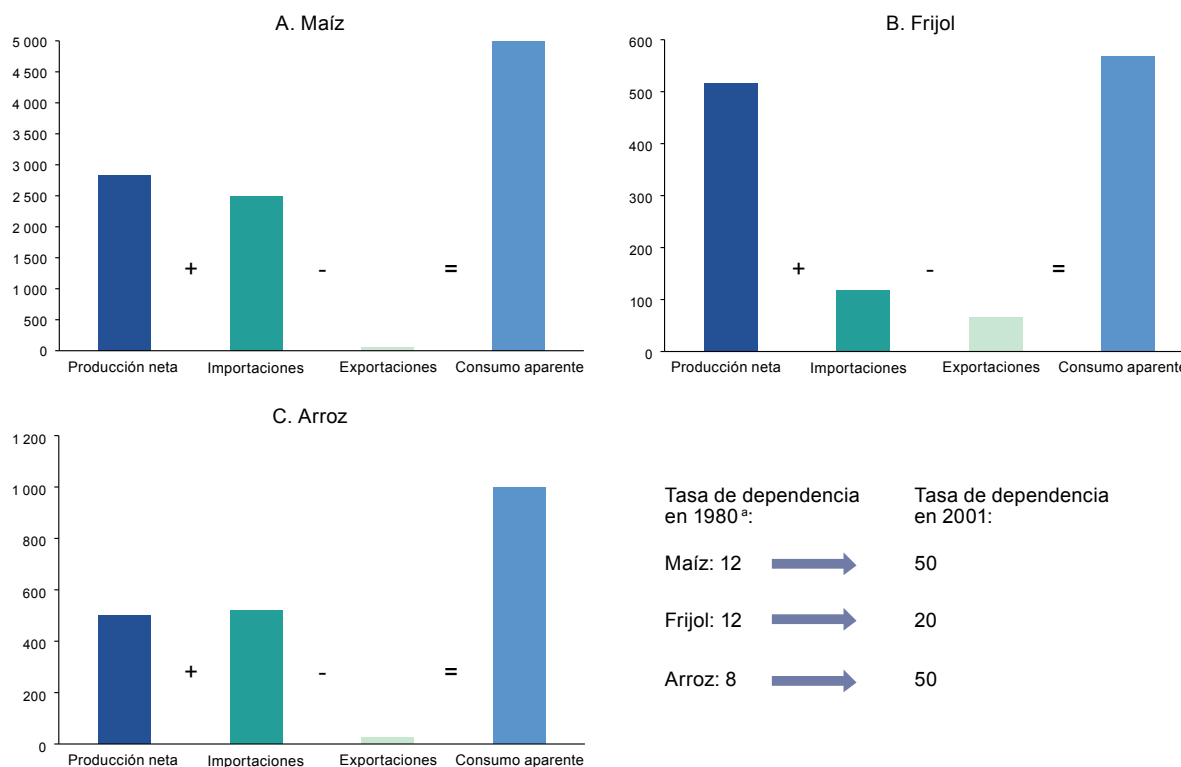 A. Maíz
5 000
4 500
4 000
3 500
3 000
2 500
2 000
1 500
1 000
500
0
+
-
=
Producción neta
Importaciones
Exportaciones
Consumo aparente
B. Frijol
600
500
400
300
200
100
0
+
-
=
Producción neta
Importaciones
Exportaciones
Consumo aparente
C. Arroz
1 200
1 000
800
600
400
200
0
+
-
=
Producción neta
Importaciones
Exportaciones
Consumo aparente
Tasa de dependencia
en 1980 ª:
Tasa de dependencia
en 2001:
Maíz: 12
50
Frijol: 12
20
Arroz: 8
50